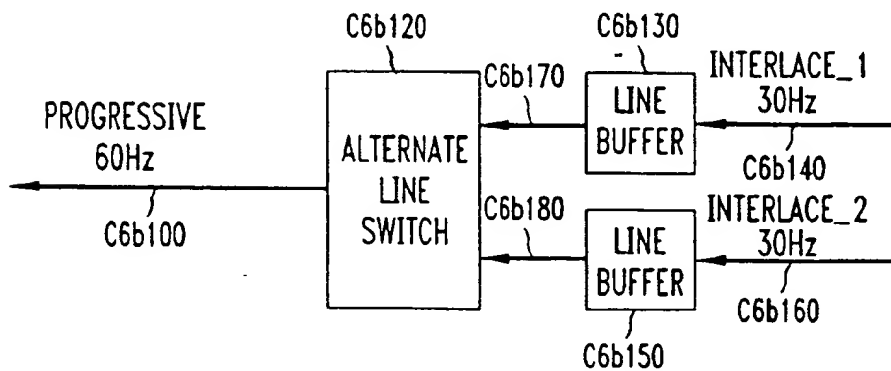 C6b120
C6b130
C6b170
INTERLACE_1
30Hz
LINE
BUFFER
C6b140
PROGRESSIVE
60Hz
C6b100
ALTERNATE
LINE
SWITCH
C6b180
INTERLACE_2
30Hz
LINE
BUFFER
C6b160
C6b150